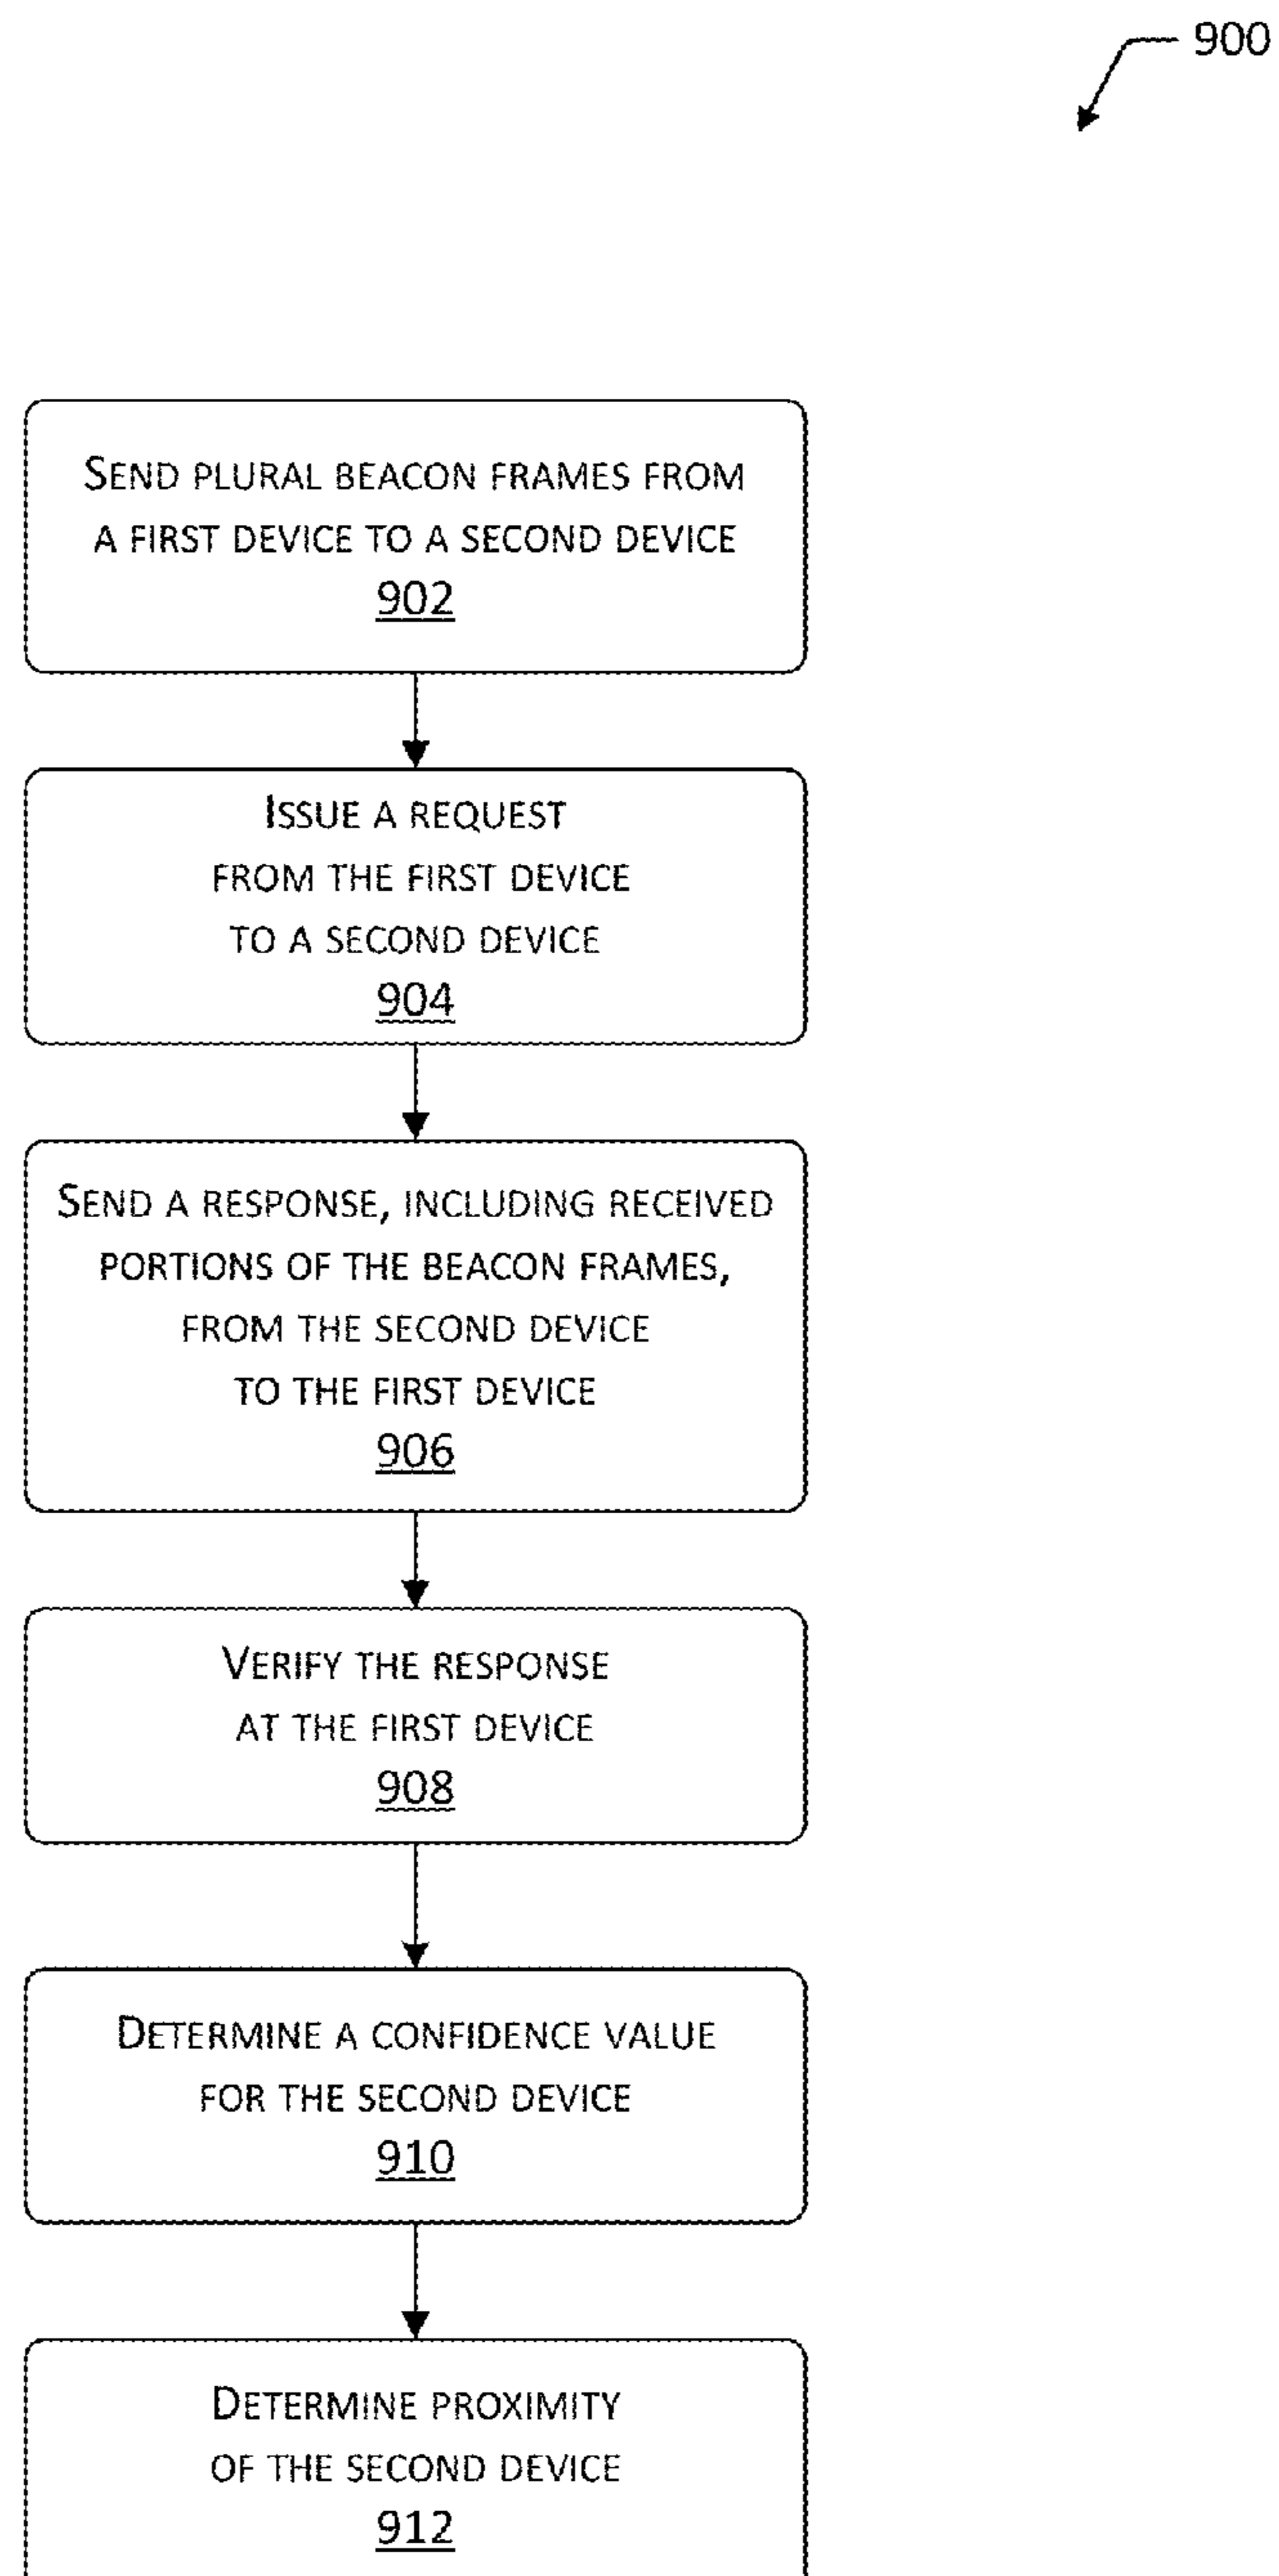 900
SEND PLURAL BEACON FRAMES FROM
A FIRST DEVICE TO A SECOND DEVICE
902
ISSUE A REQUEST
FROM THE FIRST DEVICE
TO A SECOND DEVICE
904
SEND A RESPONSE, INCLUDING RECEIVED
PORTIONS OF THE BEACON FRAMES,
FROM THE SECOND DEVICE
TO THE FIRST DEVICE
906
VERIFY THE RESPONSE
AT THE FIRST DEVICE
908
DETERMINE A CONFIDENCE VALUE
FOR THE SECOND DEVICE
910
DETERMINE PROXIMITY
OF THE SECOND DEVICE
912